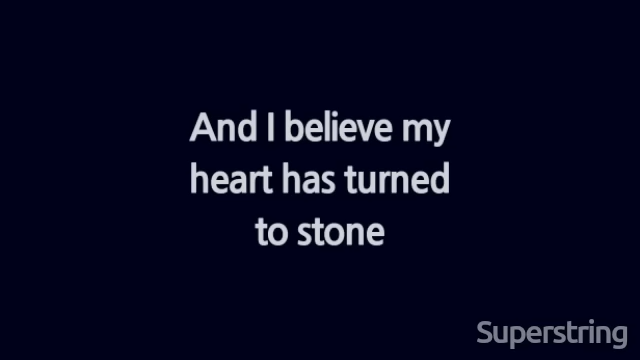 And I believe my
heart has turned
to stone
Superstring